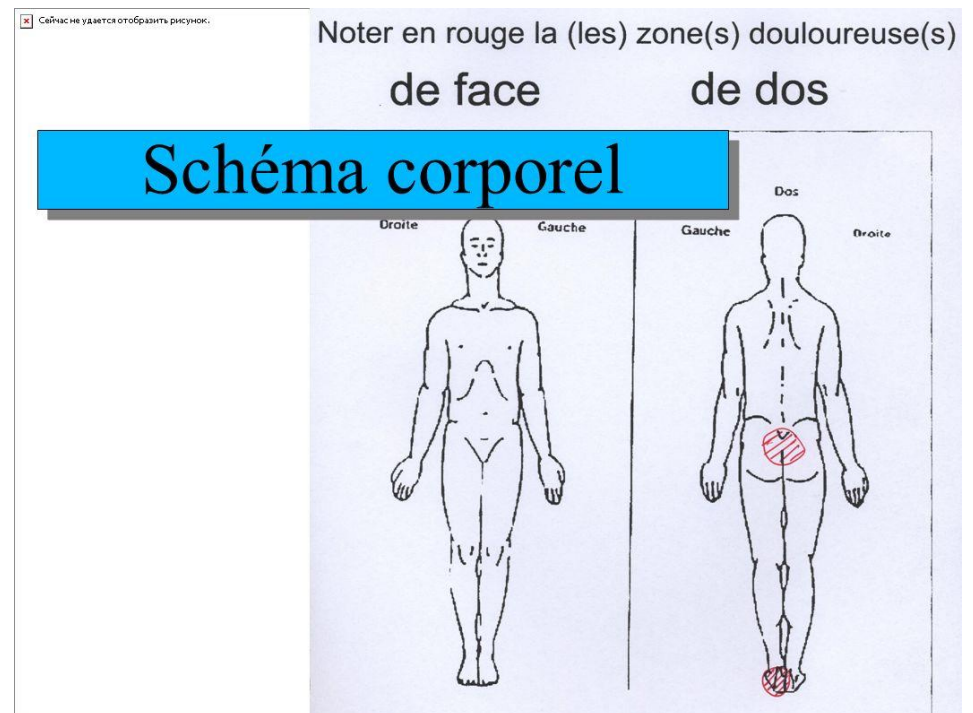 Сейчас не удается отобразить рисунок.
Noter en rouge la (les) zone(s) douloureuse(s)
de face de dos
Schéma corporel
Dos
Droite Gauche Gauche Droite